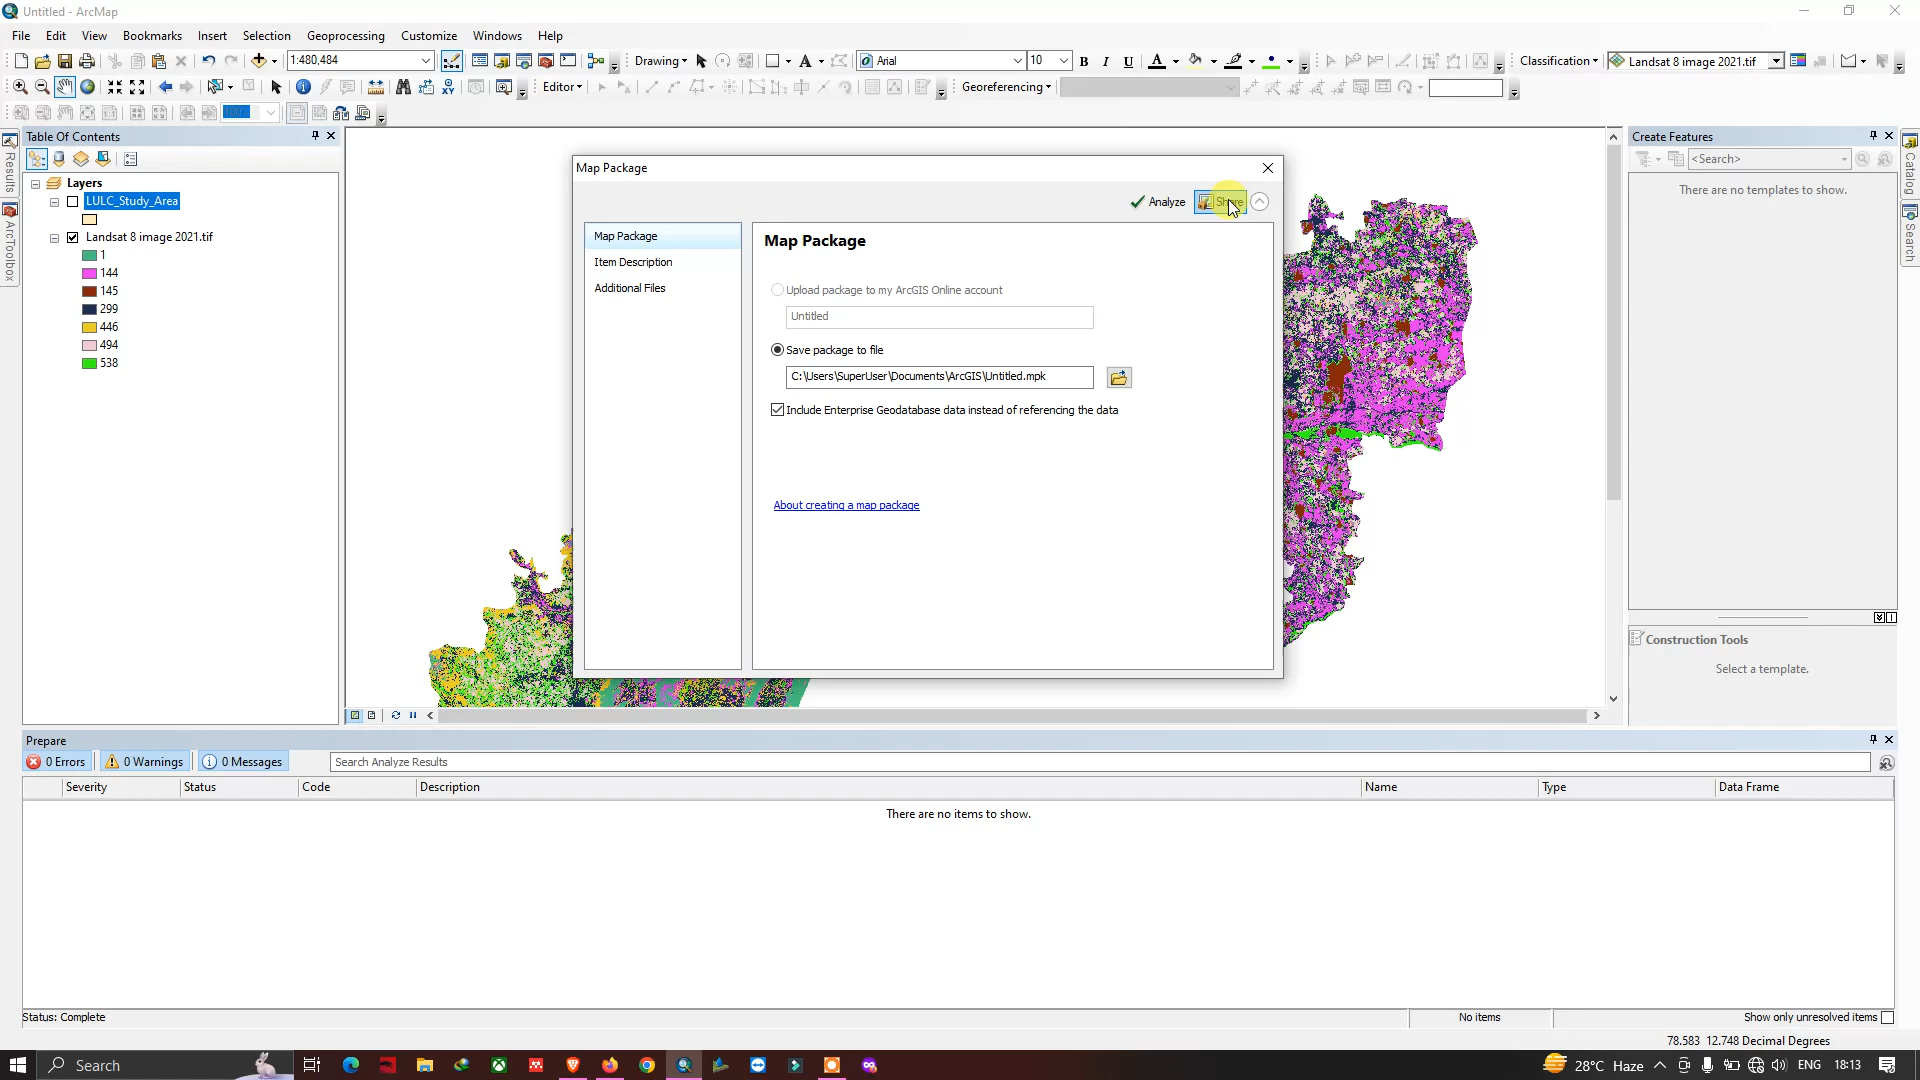 Untitled - ArcMap
File Edit View Bookmarks Insert Selection Geoprocessing Customize Windows Help
1:480,484
Drawing
Arial
10
B I U A
Classification
Landsat 8 image 2021.tif
Editor
Georeferencing
100%
Table Of Contents
Layers
LULC_Study_Area
Landsat 8 image 2021.tif
1
144
145
299
446
494
538
Results
ArcToolbox
Map Package
Analyze
Share
Map Package
Item Description
Additional Files
Map Package
Upload package to my ArcGIS Online account
Untitled
Save package to file
C:\Users\SuperUser\Documents\ArcGIS\Untitled.mpk
Include Enterprise Geodatabase data instead of referencing the data
About creating a map package
Create Features
<Search>
There are no templates to show.
Construction Tools
Select a template.
Catalog
Search
Prepare
0 Errors
0 Warnings
0 Messages
Search Analyze Results
Severity Status Code Description Name Type Data Frame
There are no items to show.
Status: Complete
No items
Show only unresolved items
78.583 12.748 Decimal Degrees
Search
28°C Haze
ENG
18:13